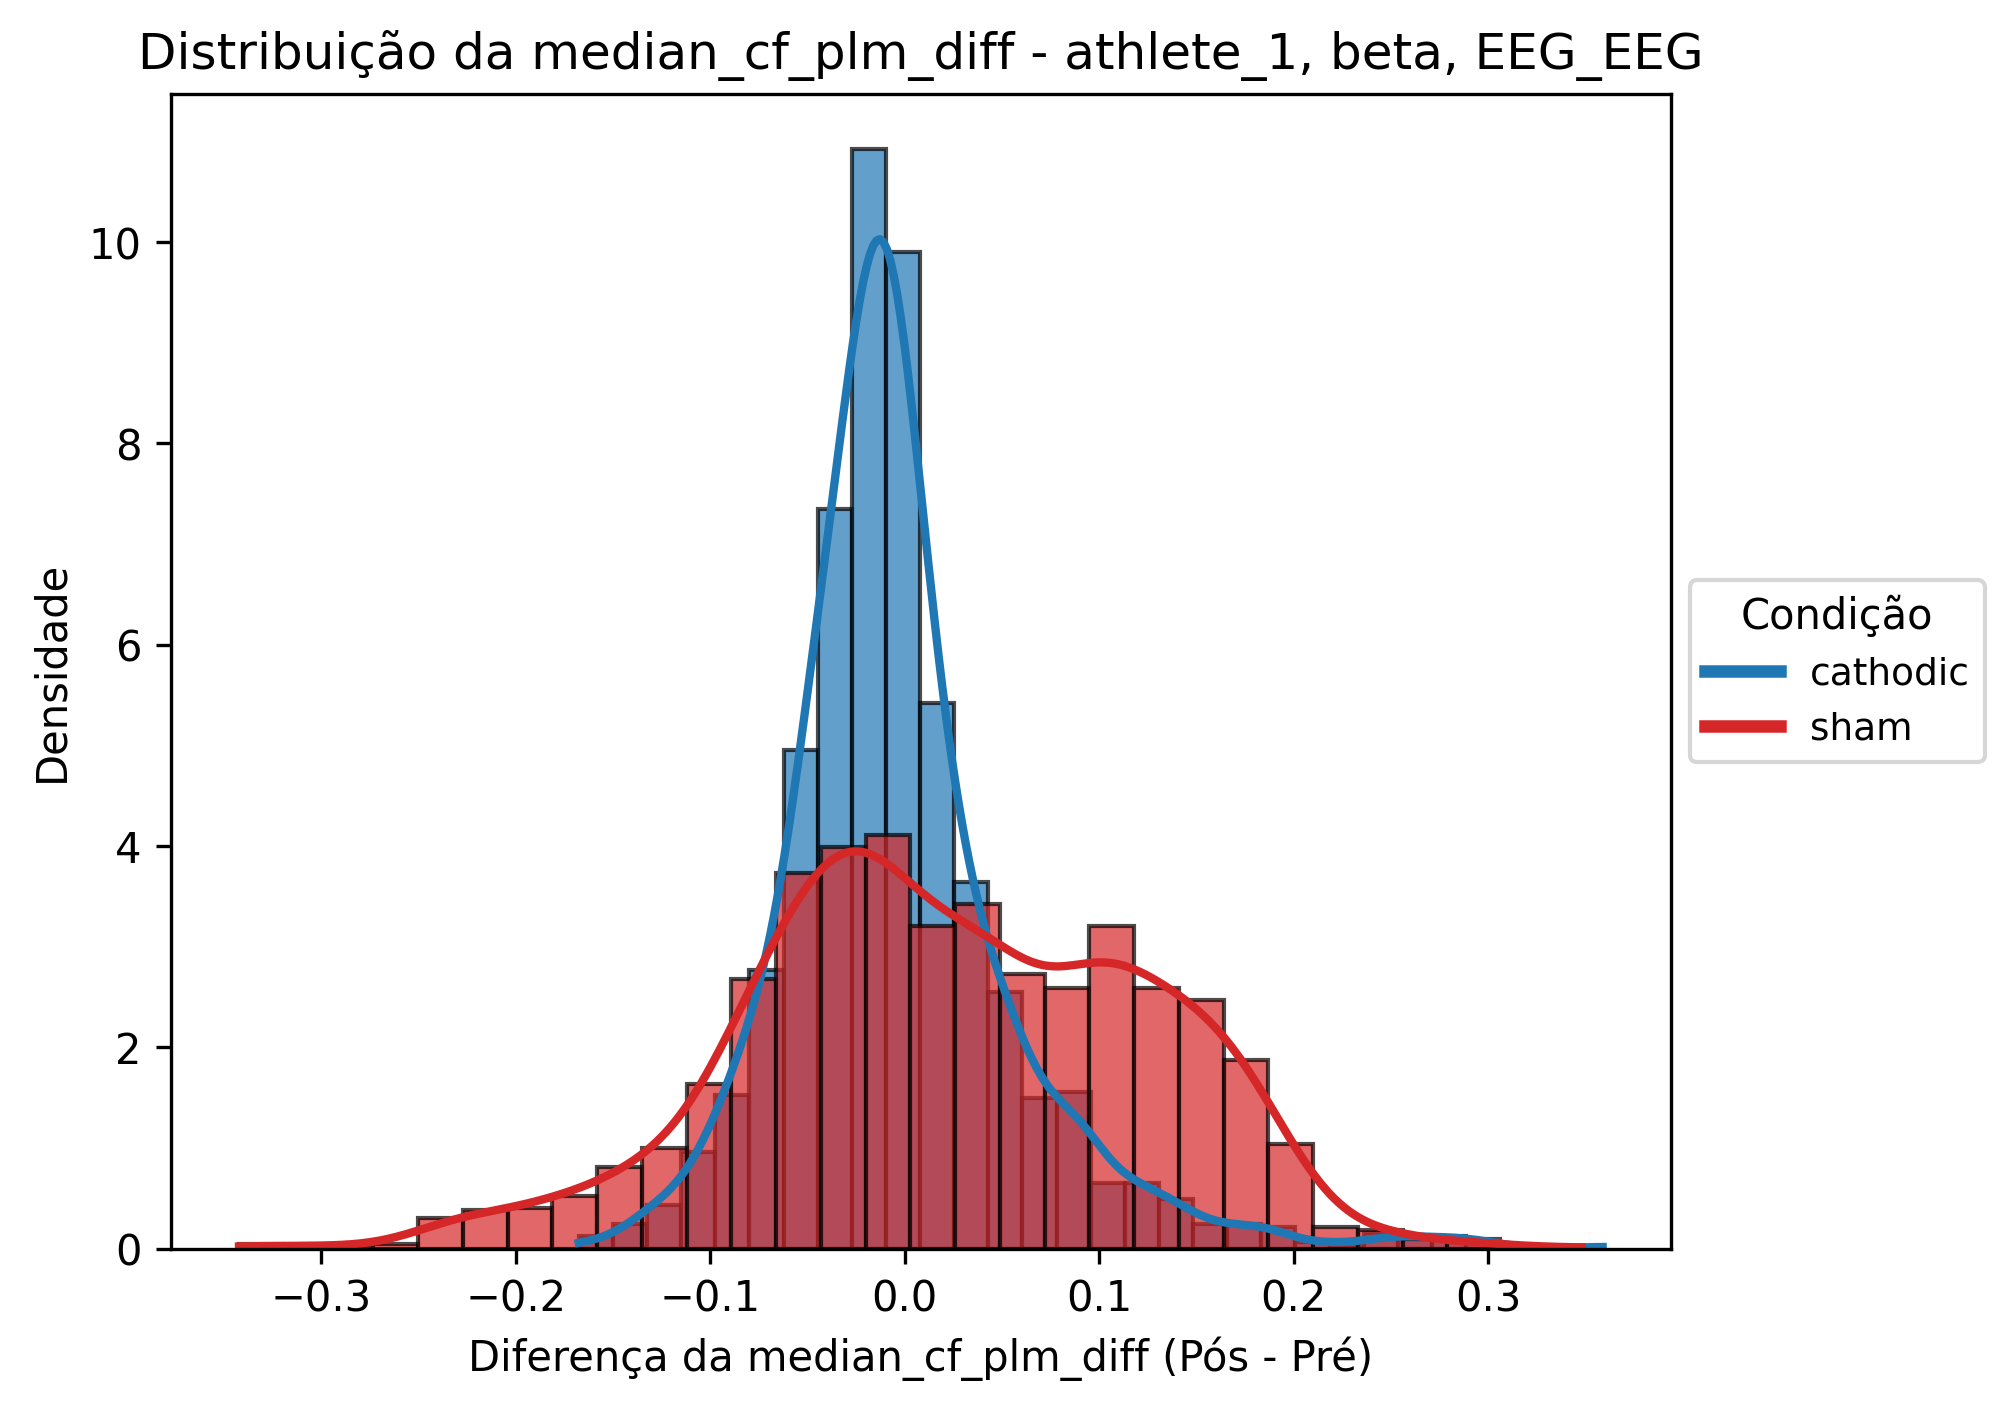 Distribuição da median_cf_plm_diff - athlete_1, beta, EEG_EEG
Densidade
10
8
6
4
2
0
−0.3 −0.2 −0.1 0.0 0.1 0.2 0.3
Diferença da median_cf_plm_diff (Pós - Pré)
Condição
cathodic
sham